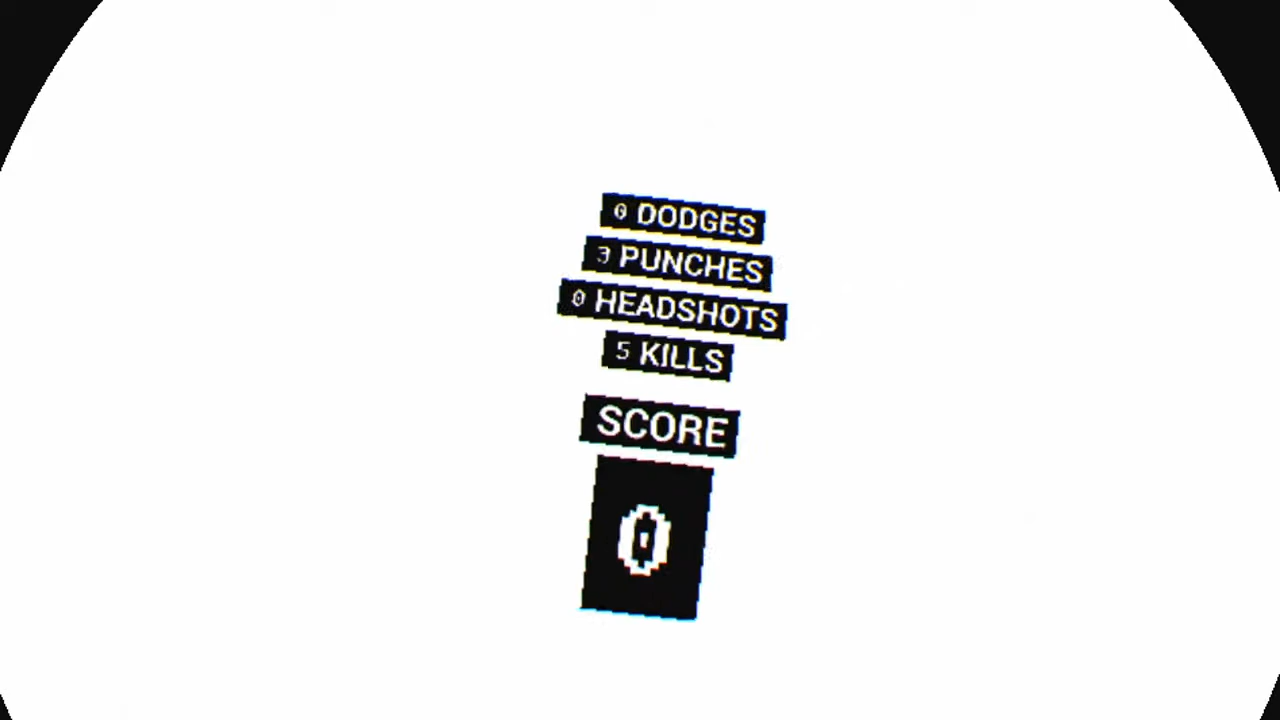 0 DODGES
3 PUNCHES
0 HEADSHOTS
5 KILLS
SCORE
0